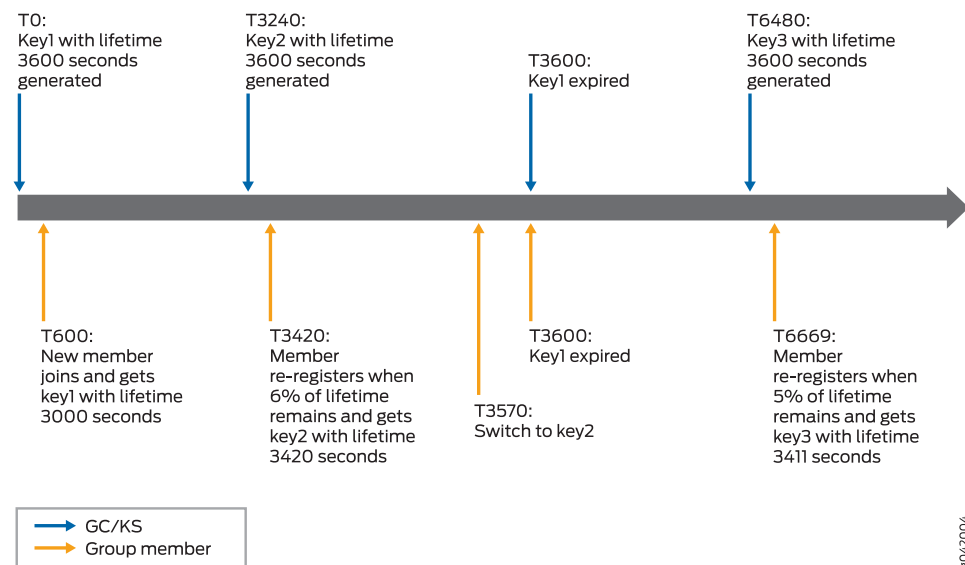 T0:
Key1 with lifetime
3600 seconds
generated
T3240:
Key2 with lifetime
3600 seconds
generated
T3600:
Key1 expired
T6480:
Key3 with lifetime
3600 seconds
generated
T600:
New member
joins and gets
key1 with lifetime
3000 seconds
T3420:
Member
re-registers when
6% of lifetime
remains and gets
key2 with lifetime
3420 seconds
T3570:
Switch to key2
T3600:
Key1 expired
T6669:
Member
re-registers when
5% of lifetime
remains and gets
key3 with lifetime
3411 seconds
GC/KS
Group member
g042004